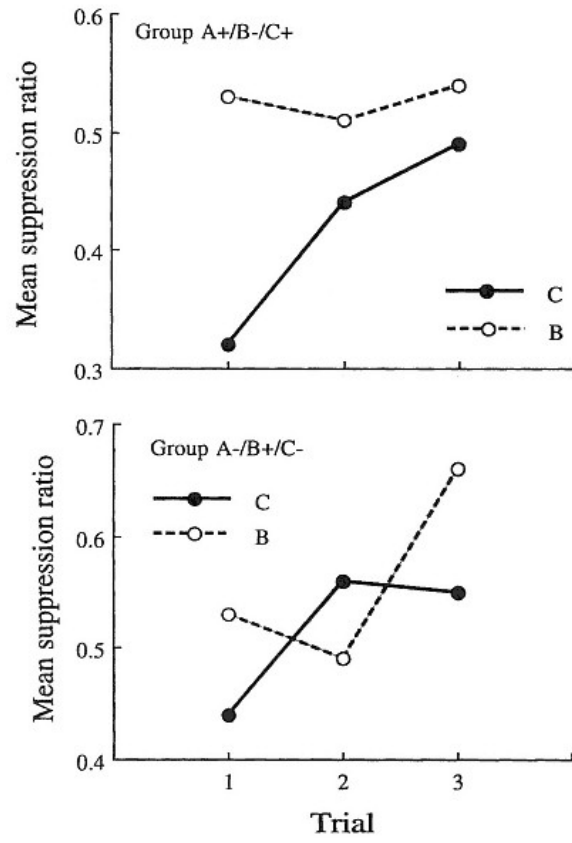 0.6
Group A+/B-/C+
0.5
0.4
0.3
Mean suppression ratio
C
B
0.7
Group A-/B+/C-
C
B
0.6
0.5
0.4
Mean suppression ratio
1 2 3
Trial